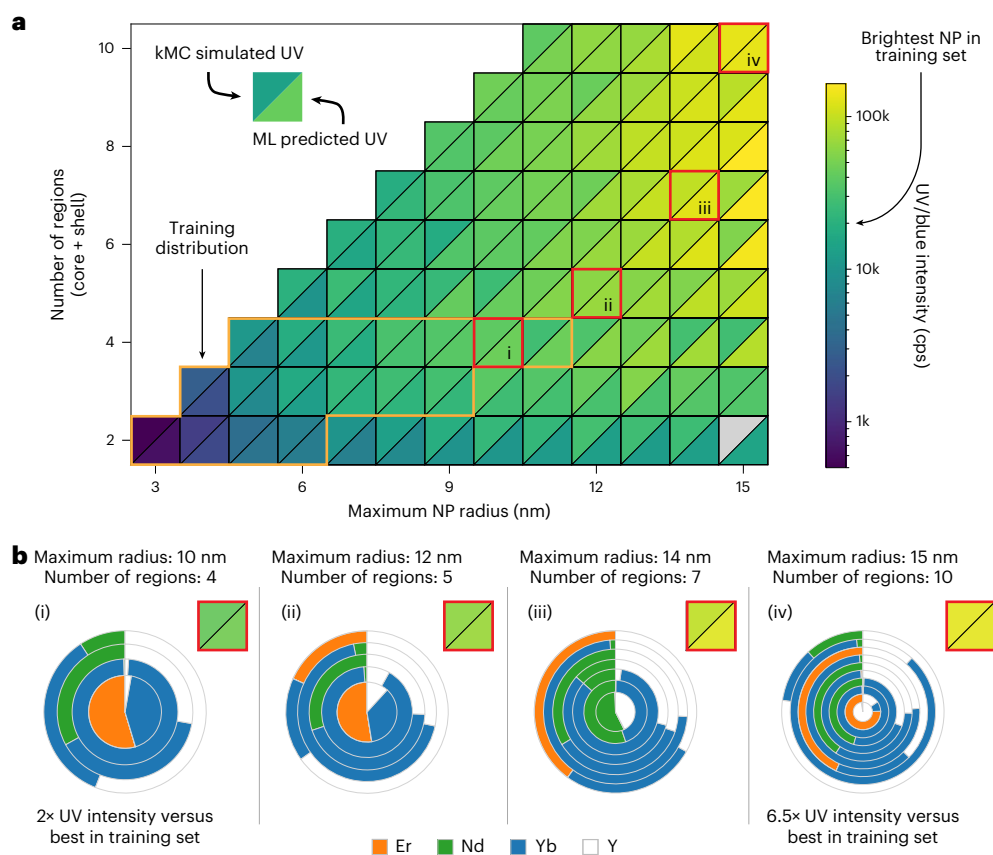 a
kMC simulated UV
ML predicted UV
Training
distribution
Number of regions
(core + shell)
10
8
6
4
2
3
6
9
12
15
Maximum NP radius (nm)
i
ii
iii
iv
Brightest NP in
training set
100k
10k
1k
UV/blue intensity (cps)
b
Maximum radius: 10 nm
Number of regions: 4
(i)
2× UV intensity versus
best in training set
Maximum radius: 12 nm
Number of regions: 5
(ii)
Maximum radius: 14 nm
Number of regions: 7
(iii)
Maximum radius: 15 nm
Number of regions: 10
(iv)
6.5× UV intensity versus
best in training set
Er
Nd
Yb
Y